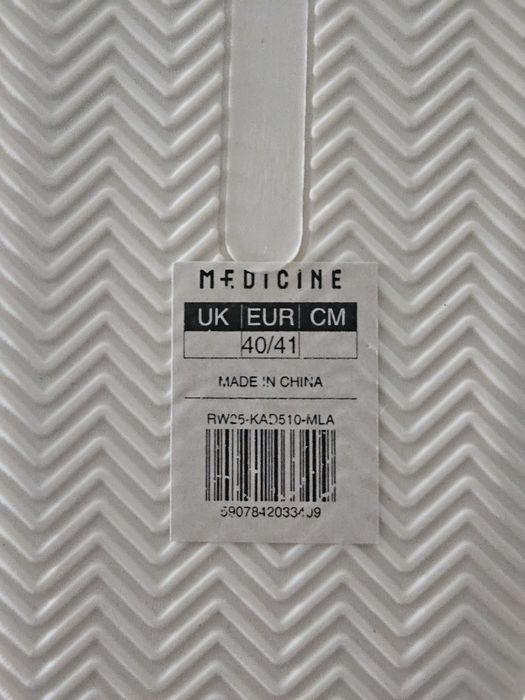 MEDICINE
UK EUR CM
40/41
MADE IN CHINA
RW25-KAD510-MLA